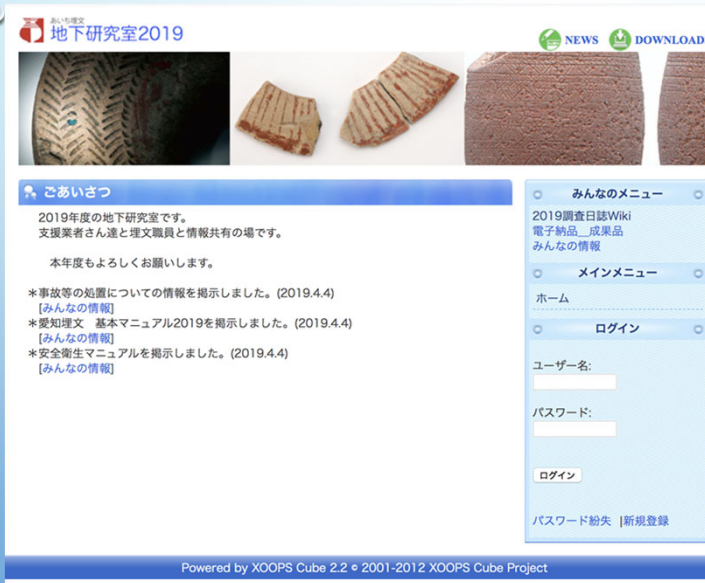 あいち埋文
地下研究室2019
NEWS DOWNLOAD
ごあいさつ
2019年度の地下研究室です。
支援業者さん達と埋文職員と情報共有の場です。
本年度もよろしくお願いします。
＊事故等の処置についての情報を掲示しました。(2019.4.4)
[みんなの情報]
＊愛知埋文　基本マニュアル2019を掲示しました。(2019.4.4)
[みんなの情報]
＊安全衛生マニュアルを掲示しました。(2019.4.4)
[みんなの情報]
みんなのメニュー
2019調査日誌Wiki
電子納品__成果品
みんなの情報
メインメニュー
ホーム
ログイン
ユーザー名:
パスワード:
ログイン
パスワード紛失 |新規登録
Powered by XOOPS Cube 2.2 © 2001-2012 XOOPS Cube Project